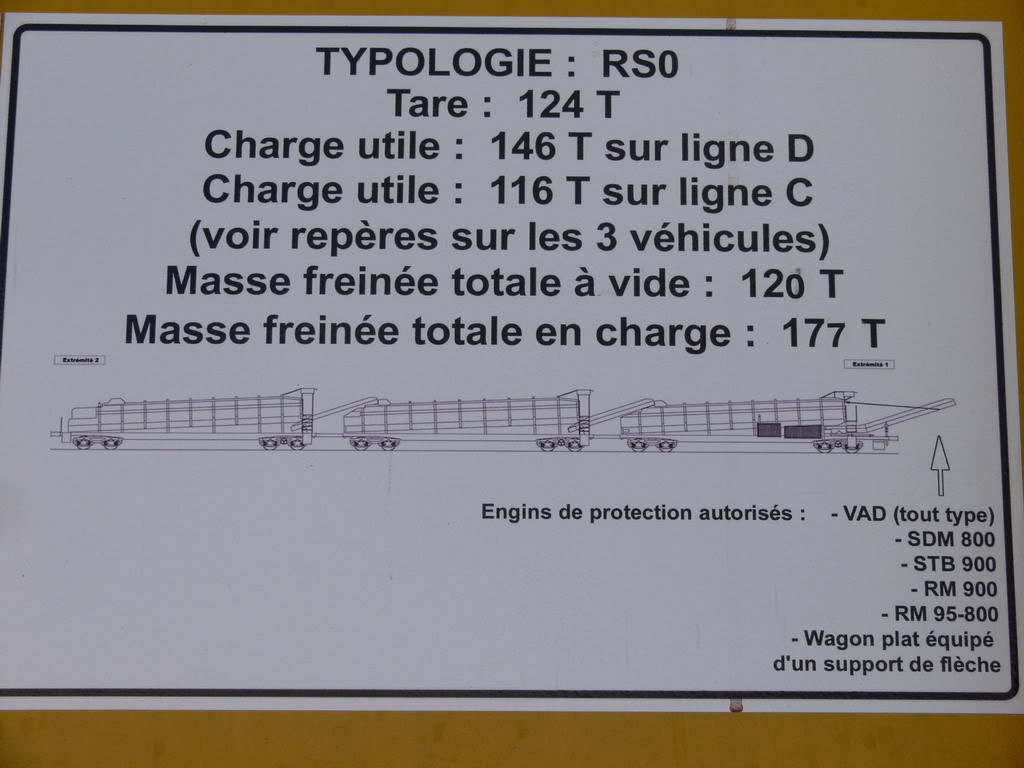 TYPOLOGIE : RS0
Tare : 124 T
Charge utile : 146 T sur ligne D
Charge utile : 116 T sur ligne C
(voir repères sur les 3 véhicules)
Masse freinée totale à vide : 120 T
Masse freinée totale en charge : 177 T
Extrémité 2
Extrémité 1
Engins de protection autorisés : - VAD (tout type)
- SDM 800
- STB 900
- RM 900
- RM 95-800
- Wagon plat équipé
d'un support de flèche